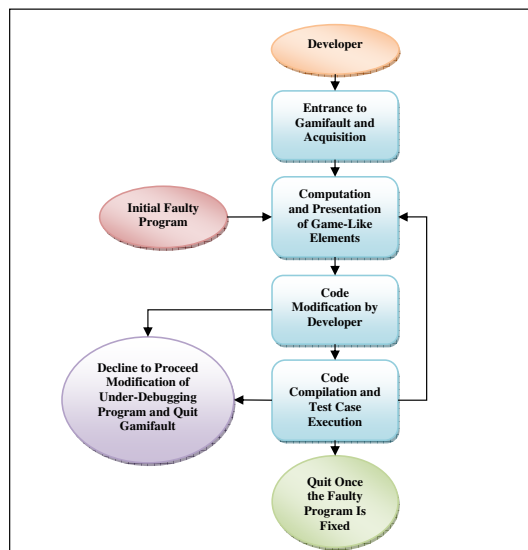 Developer
Entrance to
Gamifault and
Acquisition
Initial Faulty
Program
Computation
and Presentation
of Game-Like
Elements
Code
Modification by
Developer
Decline to Proceed
Modification of
Under-Debugging
Program and Quit
Gamifault
Code
Compilation and
Test Case
Execution
Quit Once
the Faulty
Program Is
Fixed